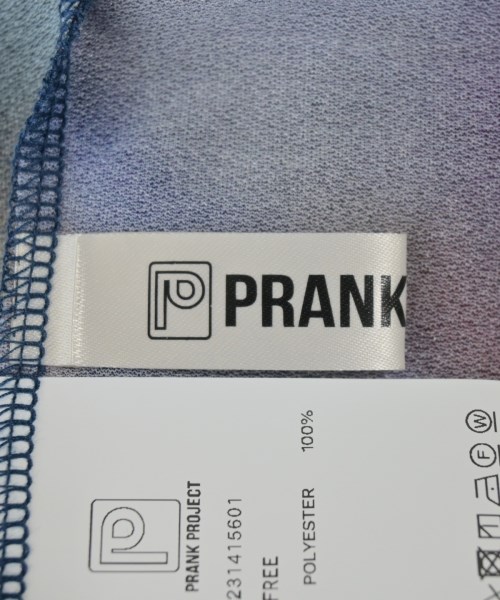 PRANK
PRANK PROJECT
231415601
FREE
POLYESTER 100%